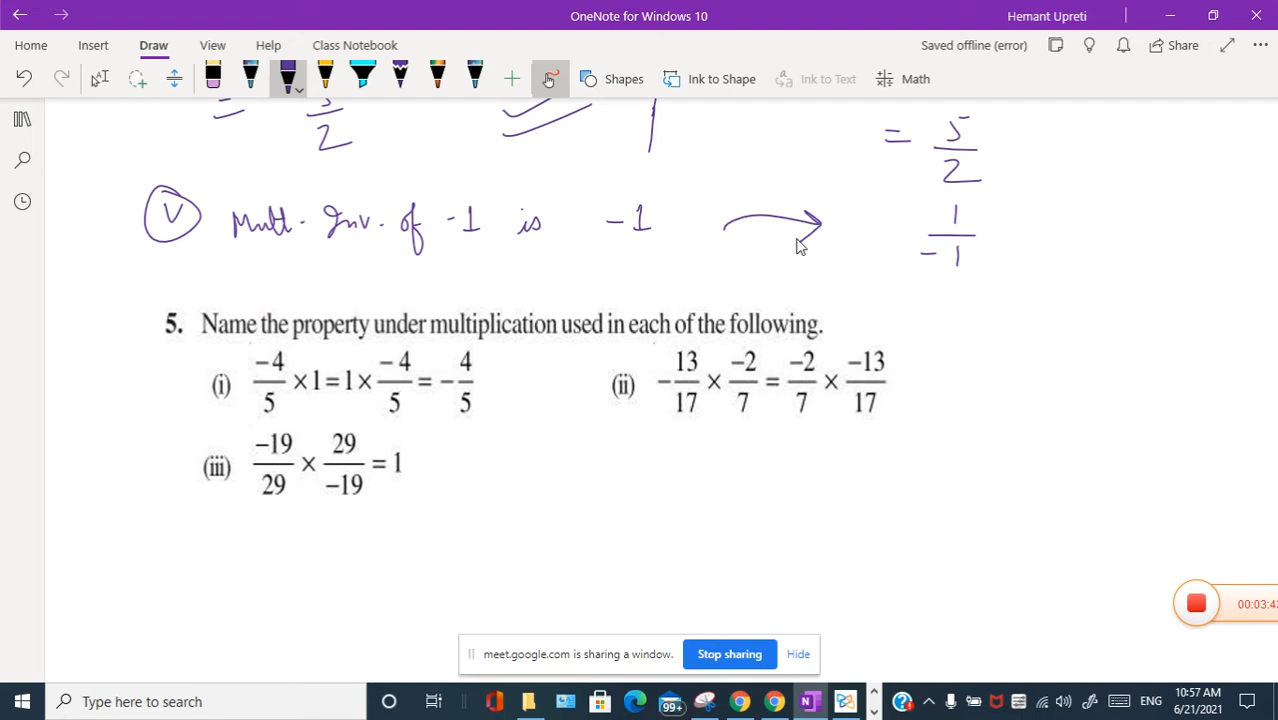 OneNote for Windows 10
Hemant Upreti
Home Insert Draw View Help Class Notebook
Saved offline (error) Share
Shapes Ink to Shape Ink to Text Math
2
= 5/2
V Mult. Inv. of -1 is -1 1/-1
5. Name the property under multiplication used in each of the following.
(i) -4/5 × 1 = 1 × -4/5 = -4/5 (ii) -13/17 × -2/7 = -2/7 × -13/17
(iii) -19/29 × 29/-19 = 1
00:03:43
meet.google.com is sharing a window. Stop sharing Hide
Type here to search
99+
ENG
10:57 AM
6/21/2021